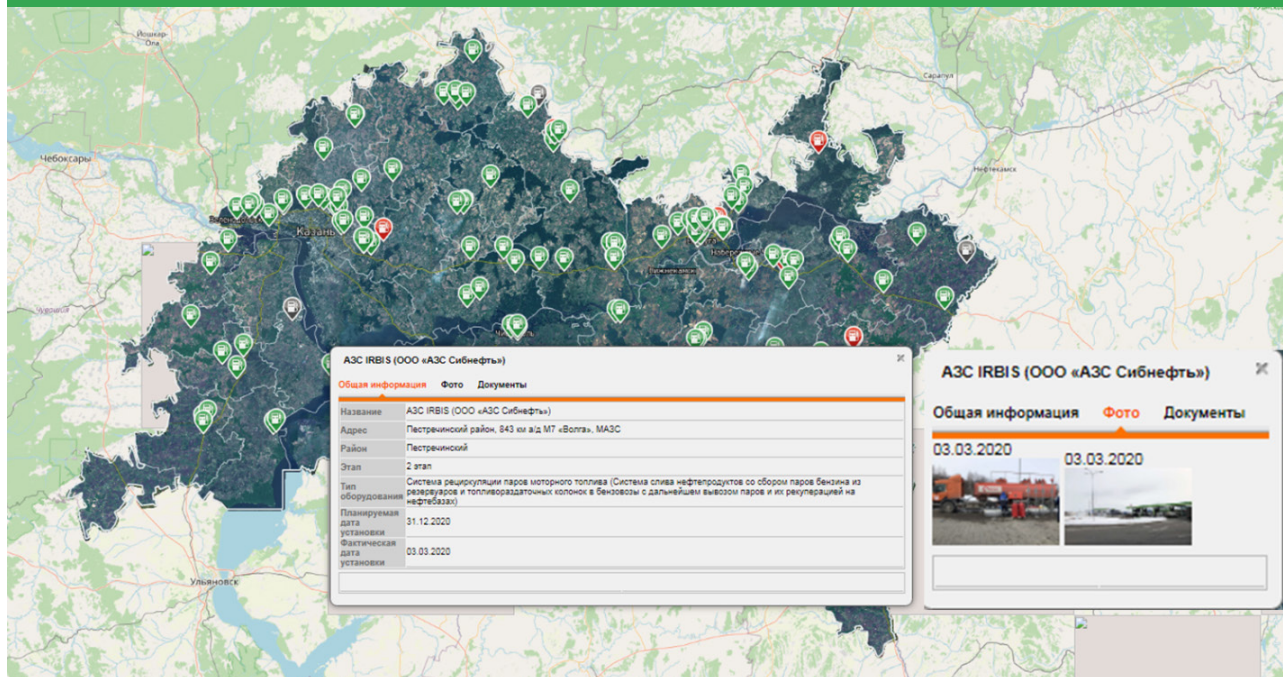 Йошкар-
Ола
Сарапул
Чебоксары
Нефтекамск
Казань
Нижнекамск
Ульяновск
АЗС IRBIS (ООО «АЗС Сибнефть»)
Общая информация Фото Документы
Название АЗС IRBIS (ООО «АЗС Сибнефть»)
Адрес Пестречинский район, 843 км а/д М7 «Волга», МАЗС
Район Пестречинский
Этап 2 этап
Тип
оборудования
Система рециркуляции паров моторного топлива (Система слива нефтепродуктов со сбором паров бензина из
резервуаров и топливораздаточных колонок в бензовозы с дальнейшем вывозом паров и их рекуперацией на
нефтебазах)
Планируемая
дата
установки
31.12.2020
Фактическая
дата
установки
03.03.2020
АЗС IRBIS (ООО «АЗС Сибнефть»)
Общая информация Фото Документы
03.03.2020
03.03.2020